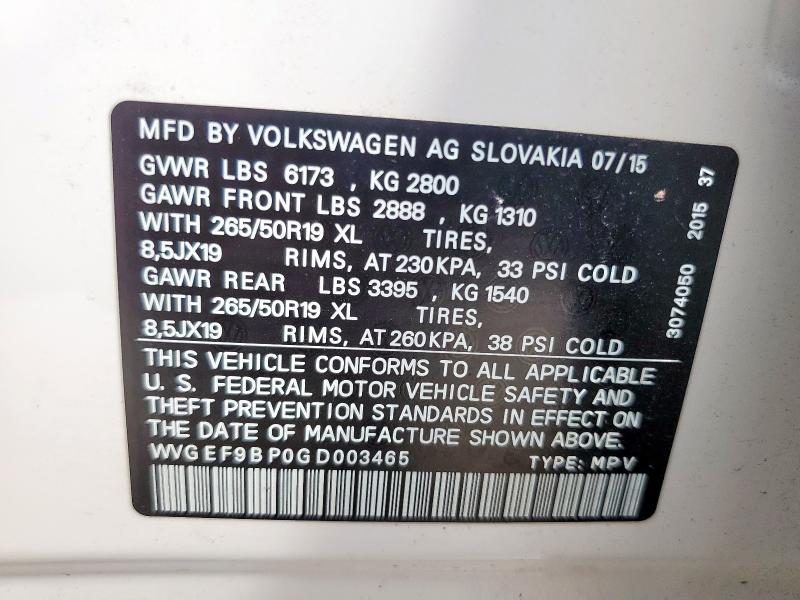 MFD BY VOLKSWAGEN AG SLOVAKIA 07/15
GVWR LBS 6173 , KG 2800
GAWR FRONT LBS 2888 , KG 1310
WITH 265/50R19 XL TIRES,
8,5JX19 RIMS, AT 230KPA, 33 PSI COLD
GAWR REAR LBS 3395 , KG 1540
WITH 265/50R19 XL TIRES,
8,5JX19 RIMS, AT 260KPA, 38 PSI COLD
THIS VEHICLE CONFORMS TO ALL APPLICABLE
U. S. FEDERAL MOTOR VEHICLE SAFETY AND
THEFT PREVENTION STANDARDS IN EFFECT ON
THE DATE OF MANUFACTURE SHOWN ABOVE.
WVGEF9BP0GD003465 TYPE: MPV
3074050 2015 37